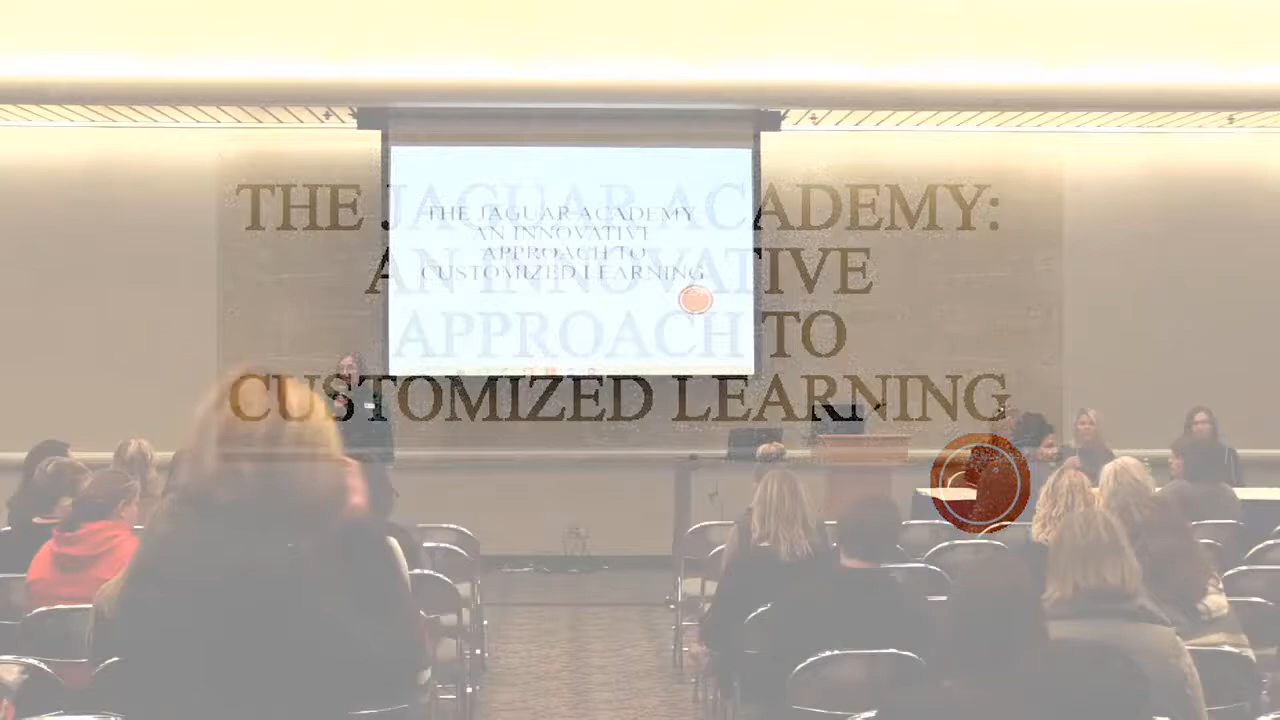 THE JAGUAR ACADEMY:
AN INNOVATIVE
APPROACH TO
CUSTOMIZED LEARNING
THE JAGUAR ACADEMY
AN INNOVATIVE
APPROACH TO
CUSTOMIZED LEARNING